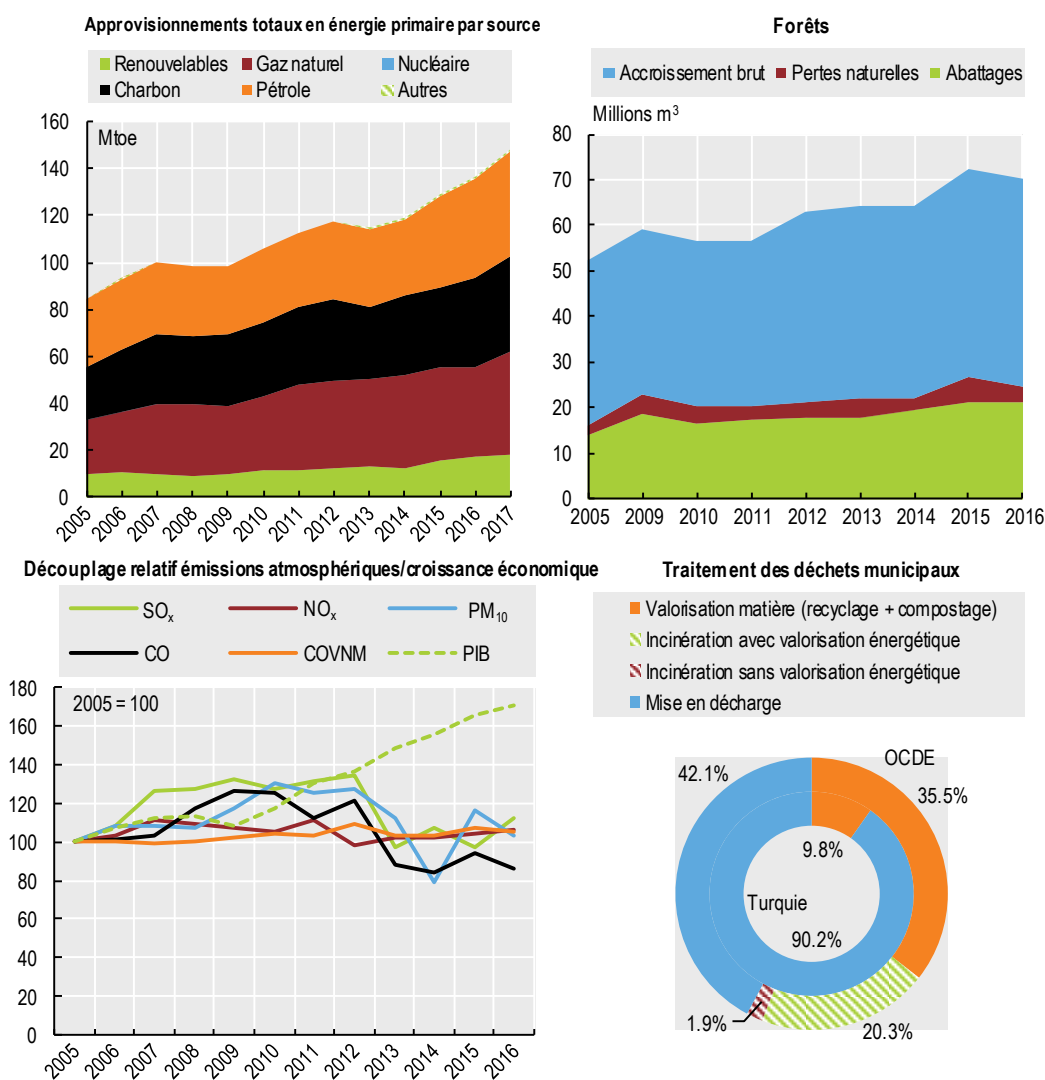 Approvisionnements totaux en énergie primaire par source
Renouvelables Gaz naturel Nucléaire
Charbon Pétrole Autres
Mtoe
160
140
120
100
80
60
40
20
0
2005 2006 2007 2008 2009 2010 2011 2012 2013 2014 2015 2016 2017
Forêts
Accroissement brut Pertes naturelles Abattages
Millions m³
80
70
60
50
40
30
20
10
0
2005 2009 2010 2011 2012 2013 2014 2015 2016
Découplage relatif émissions atmosphériques/croissance économique
SOx NOx PM10
CO COVNM PIB
2005 = 100
180
160
140
120
100
80
60
40
20
0
2005 2006 2007 2008 2009 2010 2011 2012 2013 2014 2015 2016
Traitement des déchets municipaux
Valorisation matière (recyclage + compostage)
Incinération avec valorisation énergétique
Incinération sans valorisation énergétique
Mise en décharge
OCDE
42.1%
35.5%
9.8%
Turquie
90.2%
1.9%
20.3%